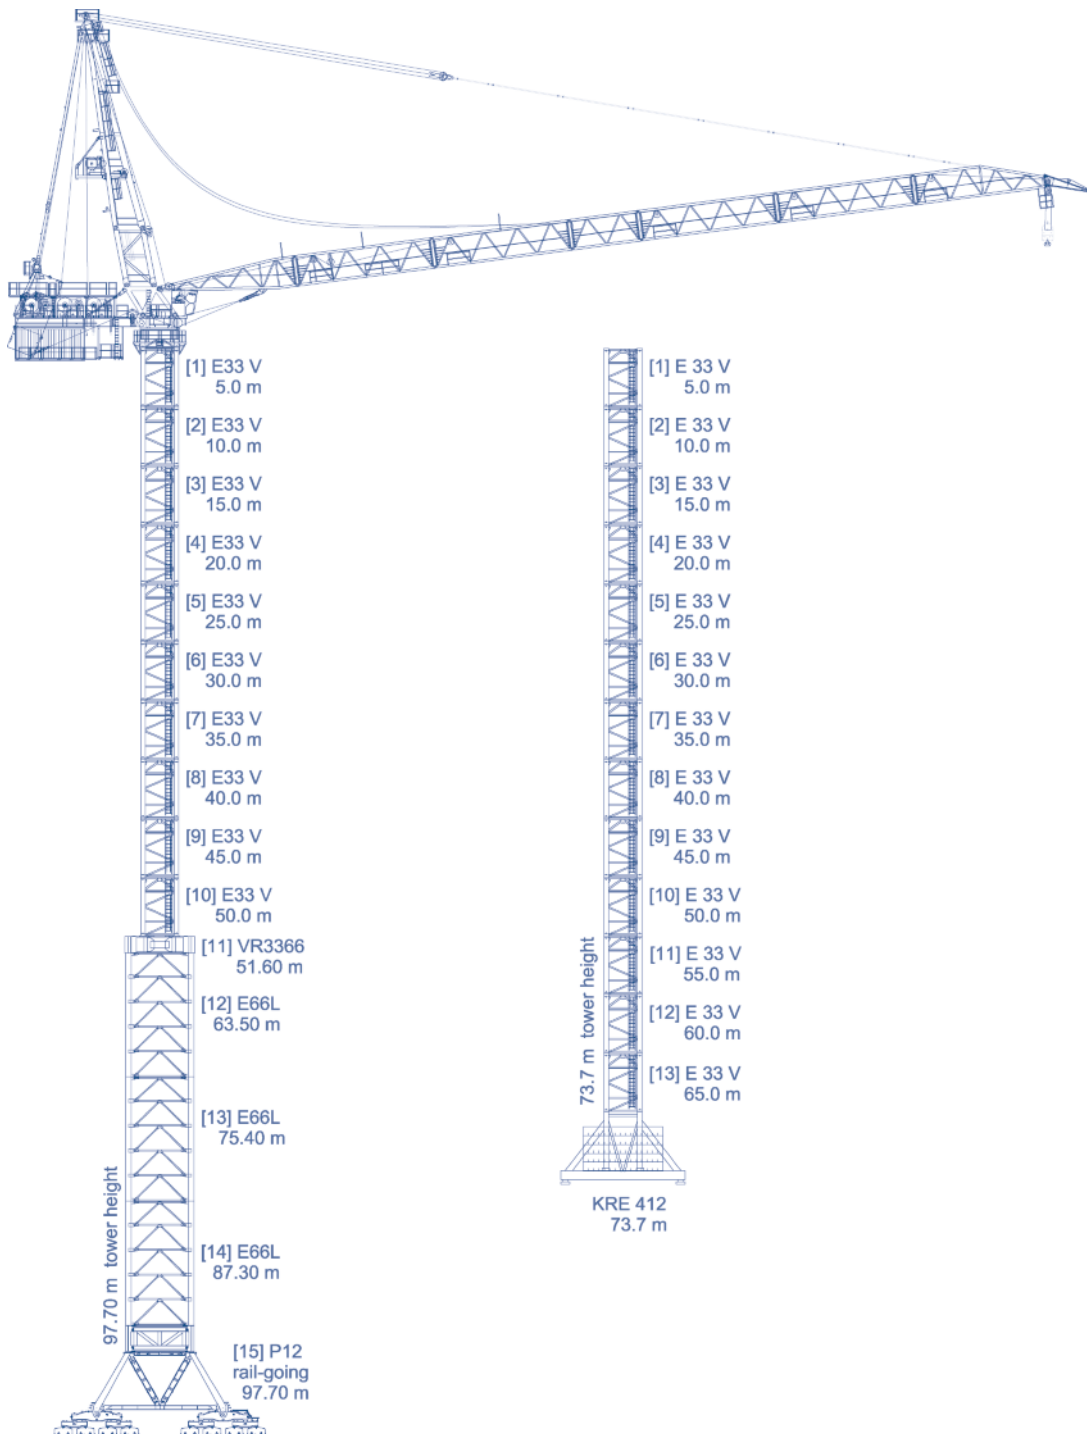 [1] E33 V
5.0 m
[2] E33 V
10.0 m
[3] E33 V
15.0 m
[4] E33 V
20.0 m
[5] E33 V
25.0 m
[6] E33 V
30.0 m
[7] E33 V
35.0 m
[8] E33 V
40.0 m
[9] E33 V
45.0 m
[10] E33 V
50.0 m
[11] VR3366
51.60 m
[12] E66L
63.50 m
[13] E66L
75.40 m
[14] E66L
87.30 m
97.70 m tower height
[15] P12
rail-going
97.70 m
[1] E 33 V
5.0 m
[2] E 33 V
10.0 m
[3] E 33 V
15.0 m
[4] E 33 V
20.0 m
[5] E 33 V
25.0 m
[6] E 33 V
30.0 m
[7] E 33 V
35.0 m
[8] E 33 V
40.0 m
[9] E 33 V
45.0 m
[10] E 33 V
50.0 m
[11] E 33 V
55.0 m
[12] E 33 V
60.0 m
[13] E 33 V
65.0 m
73.7 m tower height
KRE 412
73.7 m